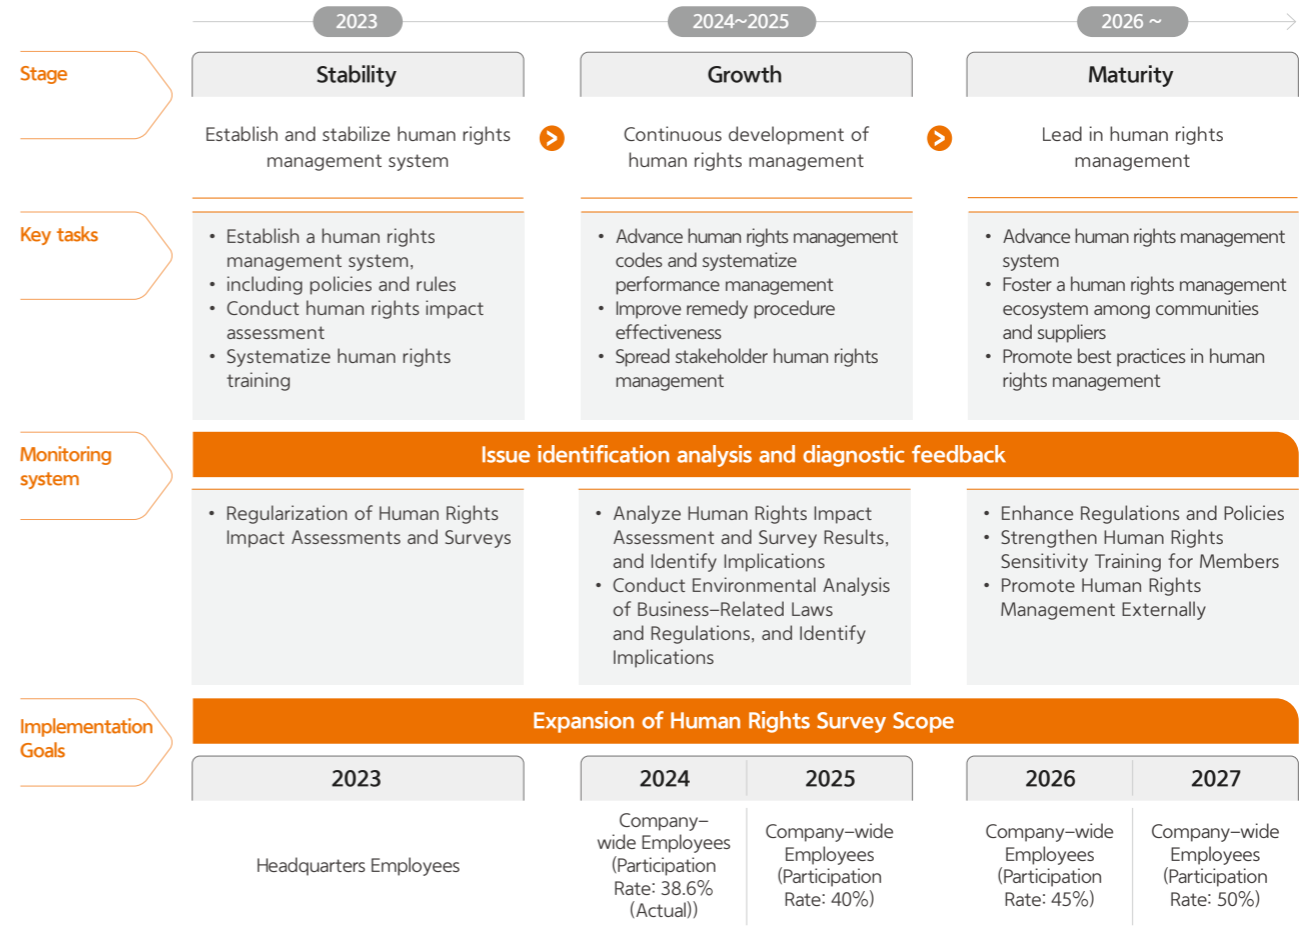 2023
2024~2025
2026 ~
Stage
Stability
Growth
Maturity
Establish and stabilize human rights
management system
Continuous development of
human rights management
Lead in human rights
management
Key tasks
• Establish a human rights
management system,
• including policies and rules
• Conduct human rights impact
assessment
• Systematize human rights
training
• Advance human rights management
codes and systematize
performance management
• Improve remedy procedure
effectiveness
• Spread stakeholder human rights
management
• Advance human rights management
system
• Foster a human rights management
ecosystem among communities
and suppliers
• Promote best practices in human
rights management
Monitoring
system
Issue identification analysis and diagnostic feedback
• Regularization of Human Rights
Impact Assessments and Surveys
• Analyze Human Rights Impact
Assessment and Survey Results,
and Identify Implications
• Conduct Environmental Analysis
of Business–Related Laws
and Regulations, and Identify
Implications
• Enhance Regulations and Policies
• Strengthen Human Rights
Sensitivity Training for Members
• Promote Human Rights
Management Externally
Implementation
Goals
Expansion of Human Rights Survey Scope
2023
2024
2025
2026
2027
Headquarters Employees
Company–
wide Employees
(Participation
Rate: 38.6%
(Actual))
Company–wide
Employees
(Participation
Rate: 40%)
Company–wide
Employees
(Participation
Rate: 45%)
Company–wide
Employees
(Participation
Rate: 50%)